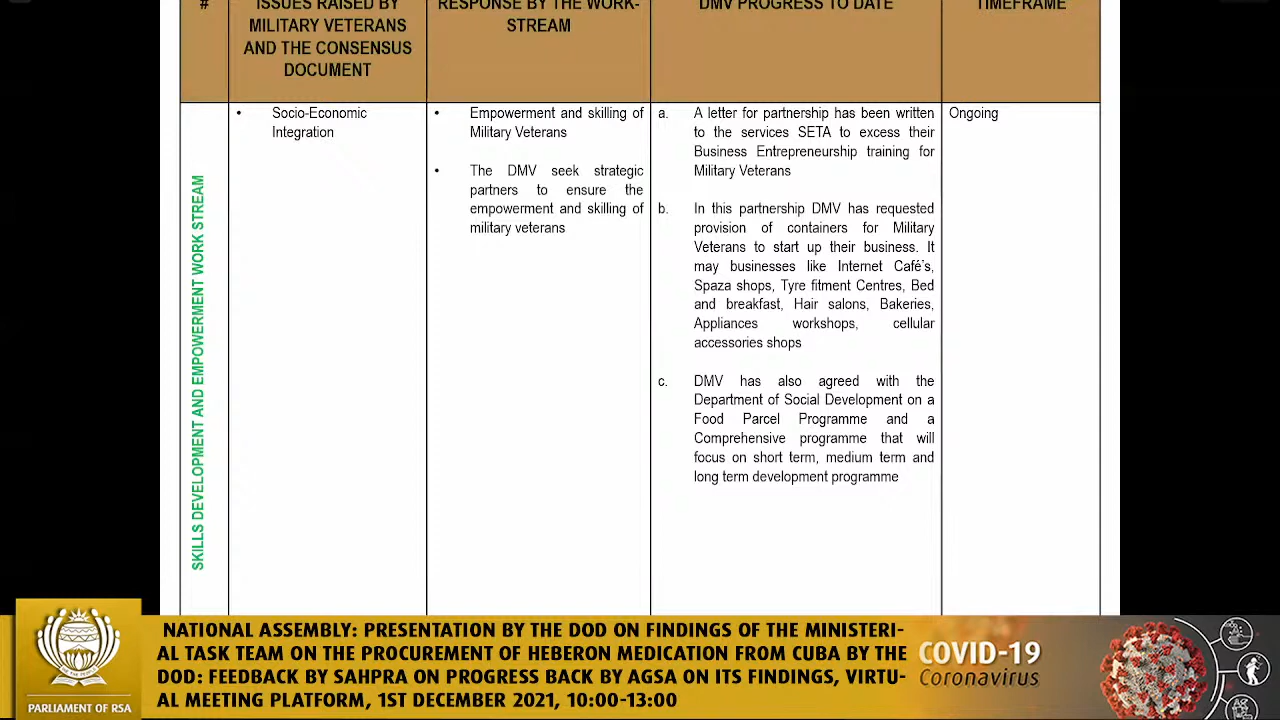 #
ISSUES RAISED BY
MILITARY VETERANS
AND THE CONSENSUS
DOCUMENT
RESPONSE BY THE WORK-
STREAM
DMV PROGRESS TO DATE
TIMEFRAME
SKILLS DEVELOPMENT AND EMPOWERMENT WORK STREAM
• Socio-Economic
Integration
• Empowerment and skilling of
Military Veterans
• The DMV seek strategic
partners to ensure the
empowerment and skilling of
military veterans
a. A letter for partnership has been written
to the services SETA to excess their
Business Entrepreneurship training for
Military Veterans
b. In this partnership DMV has requested
provision of containers for Military
Veterans to start up their business. It
may businesses like Internet Café's,
Spaza shops, Tyre fitment Centres, Bed
and breakfast, Hair salons, Bakeries,
Appliances workshops, cellular
accessories shops
c. DMV has also agreed with the
Department of Social Development on a
Food Parcel Programme and a
Comprehensive programme that will
focus on short term, medium term and
long term development programme
Ongoing
PARLIAMENT OF RSA
NATIONAL ASSEMBLY: PRESENTATION BY THE DOD ON FINDINGS OF THE MINISTERI-
AL TASK TEAM ON THE PROCUREMENT OF HEBERON MEDICATION FROM CUBA BY THE
DOD: FEEDBACK BY SAHPRA ON PROGRESS BACK BY AGSA ON ITS FINDINGS, VIRTU-
AL MEETING PLATFORM, 1ST DECEMBER 2021, 10:00-13:00
COVID-19
Coronavirus